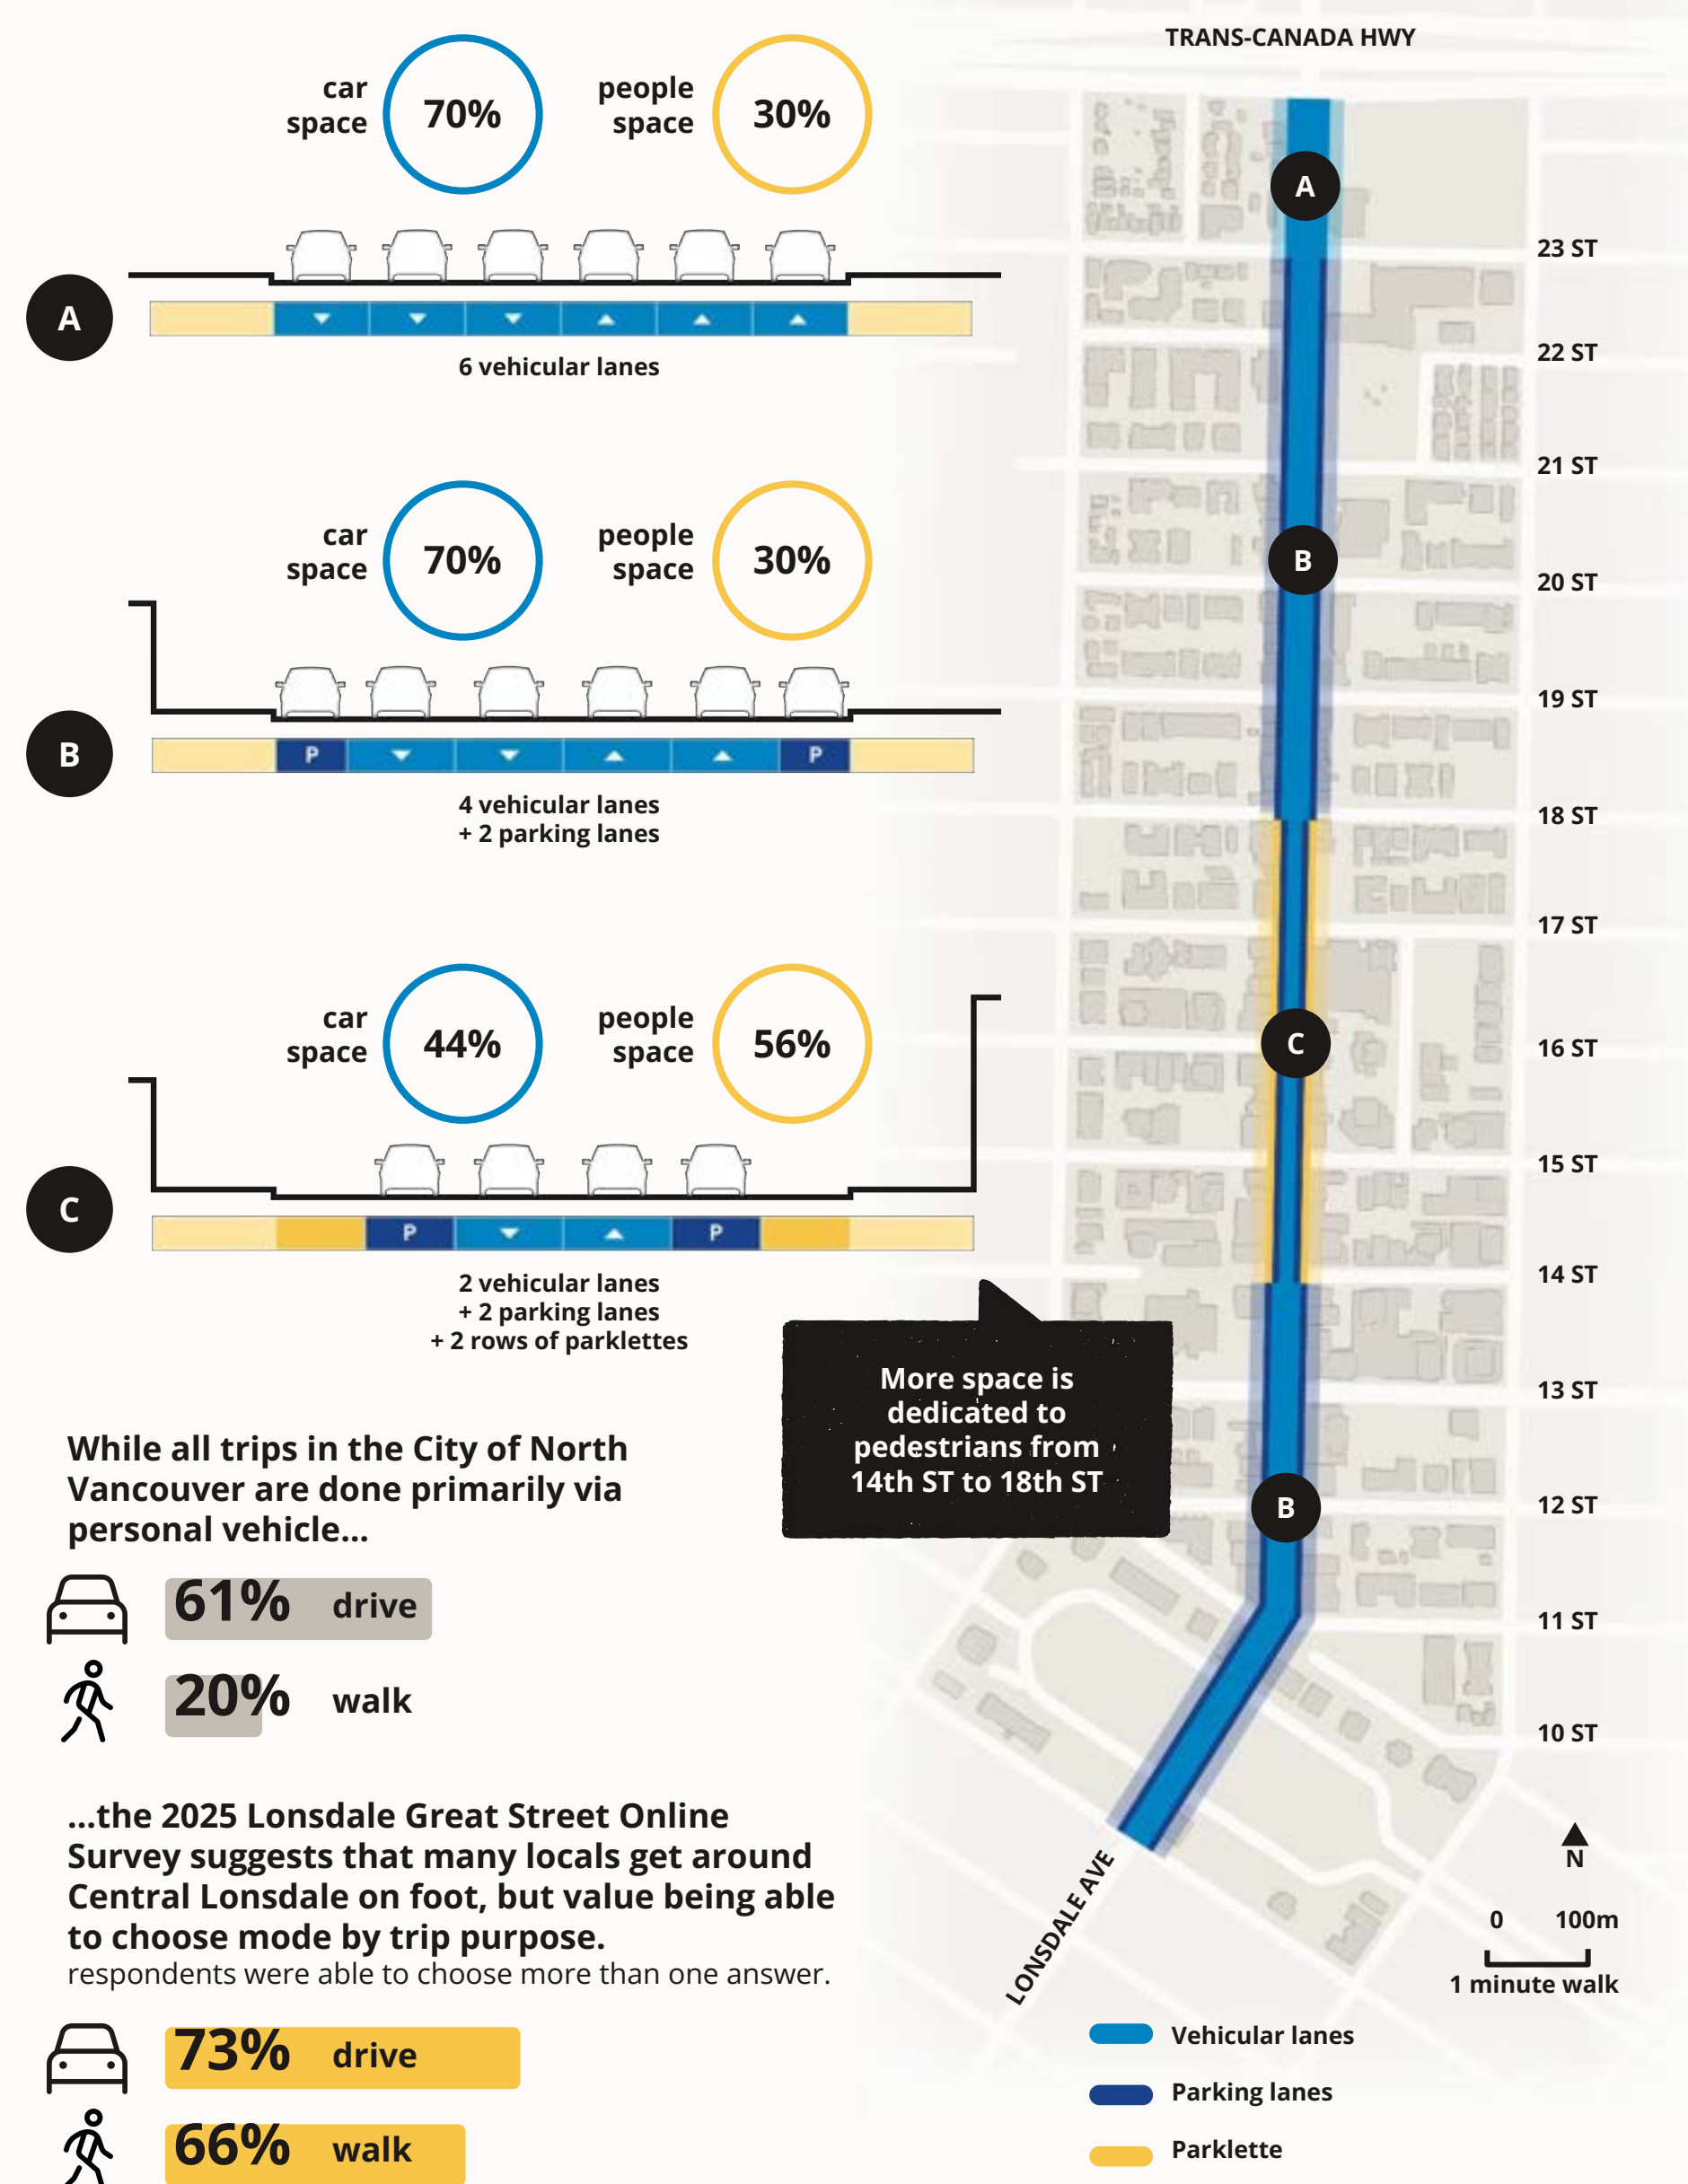 car
space
70%
people
space
30%
A
6 vehicular lanes
car
space
70%
people
space
30%
B
P
P
4 vehicular lanes
+ 2 parking lanes
car
space
44%
people
space
56%
C
P
P
2 vehicular lanes
+ 2 parking lanes
+ 2 rows of parklettes
While all trips in the City of North
Vancouver are done primarily via
personal vehicle...
61% drive
20% walk
...the 2025 Lonsdale Great Street Online
Survey suggests that many locals get around
Central Lonsdale on foot, but value being able
to choose mode by trip purpose.
respondents were able to choose more than one answer.
73% drive
66% walk
TRANS-CANADA HWY
A
23 ST
22 ST
21 ST
B
20 ST
19 ST
18 ST
17 ST
C
16 ST
15 ST
14 ST
More space is
dedicated to
pedestrians from
14th ST to 18th ST
13 ST
B
12 ST
11 ST
10 ST
LONSDALE AVE
N
0 100m
1 minute walk
Vehicular lanes
Parking lanes
Parklette